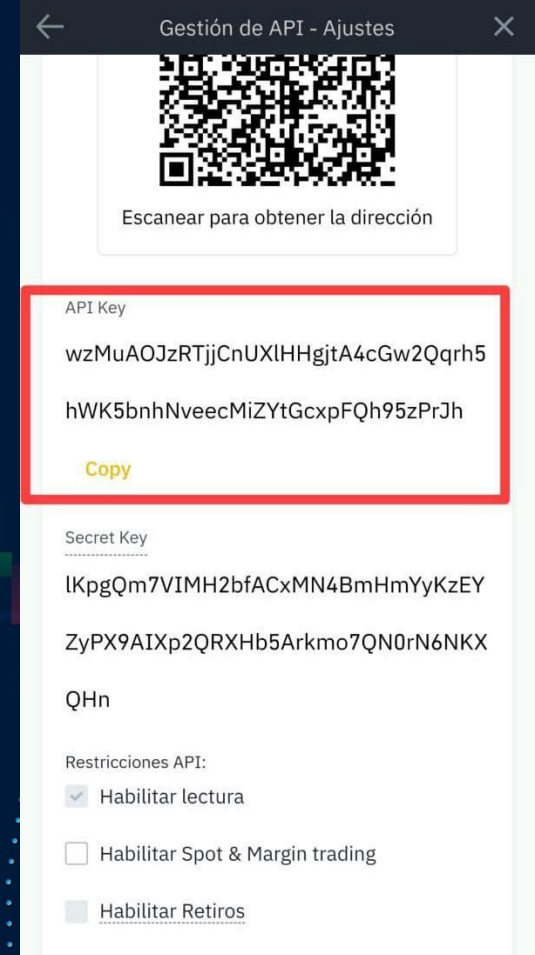 Gestión de API - Ajustes
Escanear para obtener la dirección
API Key
wzMuAOJzRTjjCnUXlHHgjtA4cGw2Qqrh5
hWK5bnhNveecMiZYtGcxpFQh95zPrJh
Copy
Secret Key
lKpgQm7VIMH2bfACxMN4BmHmYyKzEY
ZyPX9AIXp2QRXHb5Arkmo7QN0rN6NKX
QHn
Restricciones API:
Habilitar lectura
Habilitar Spot & Margin trading
Habilitar Retiros